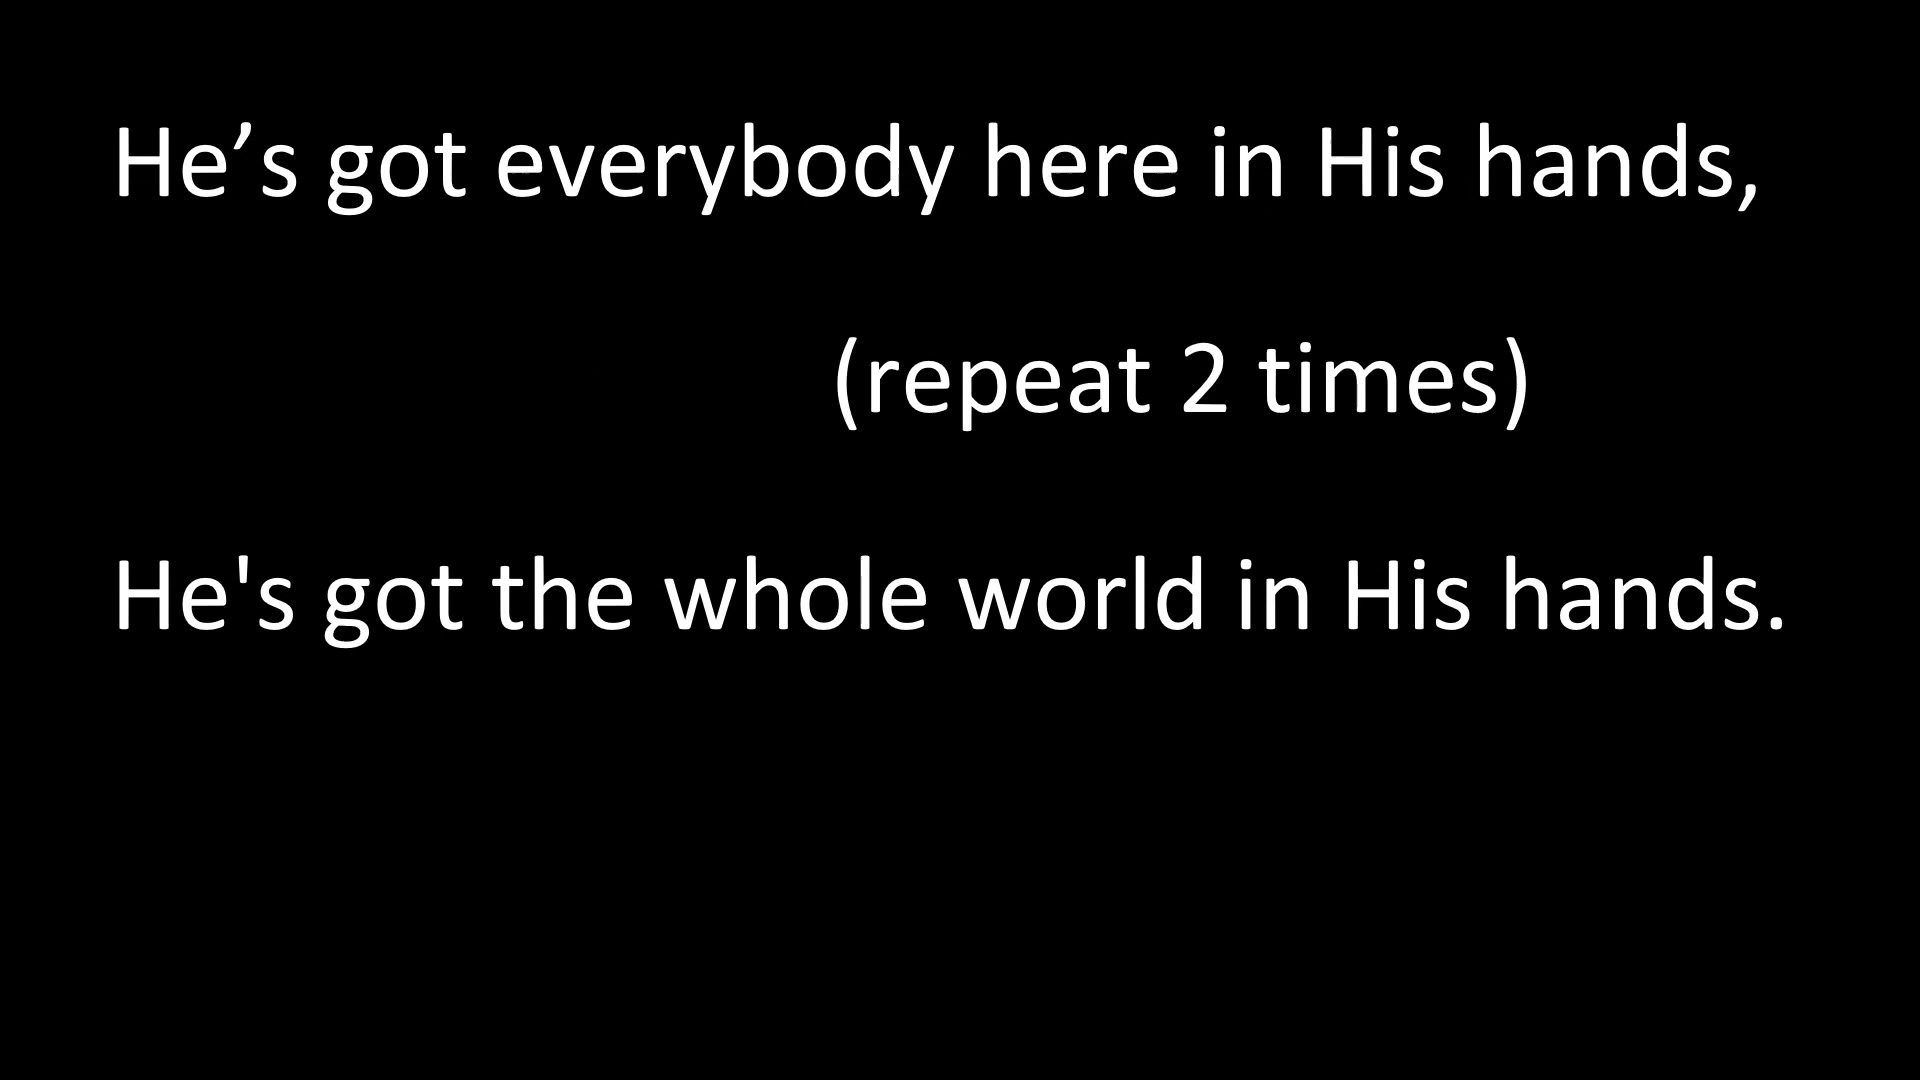 He’s got everybody here in His hands,
(repeat 2 times)
He's got the whole world in His hands.